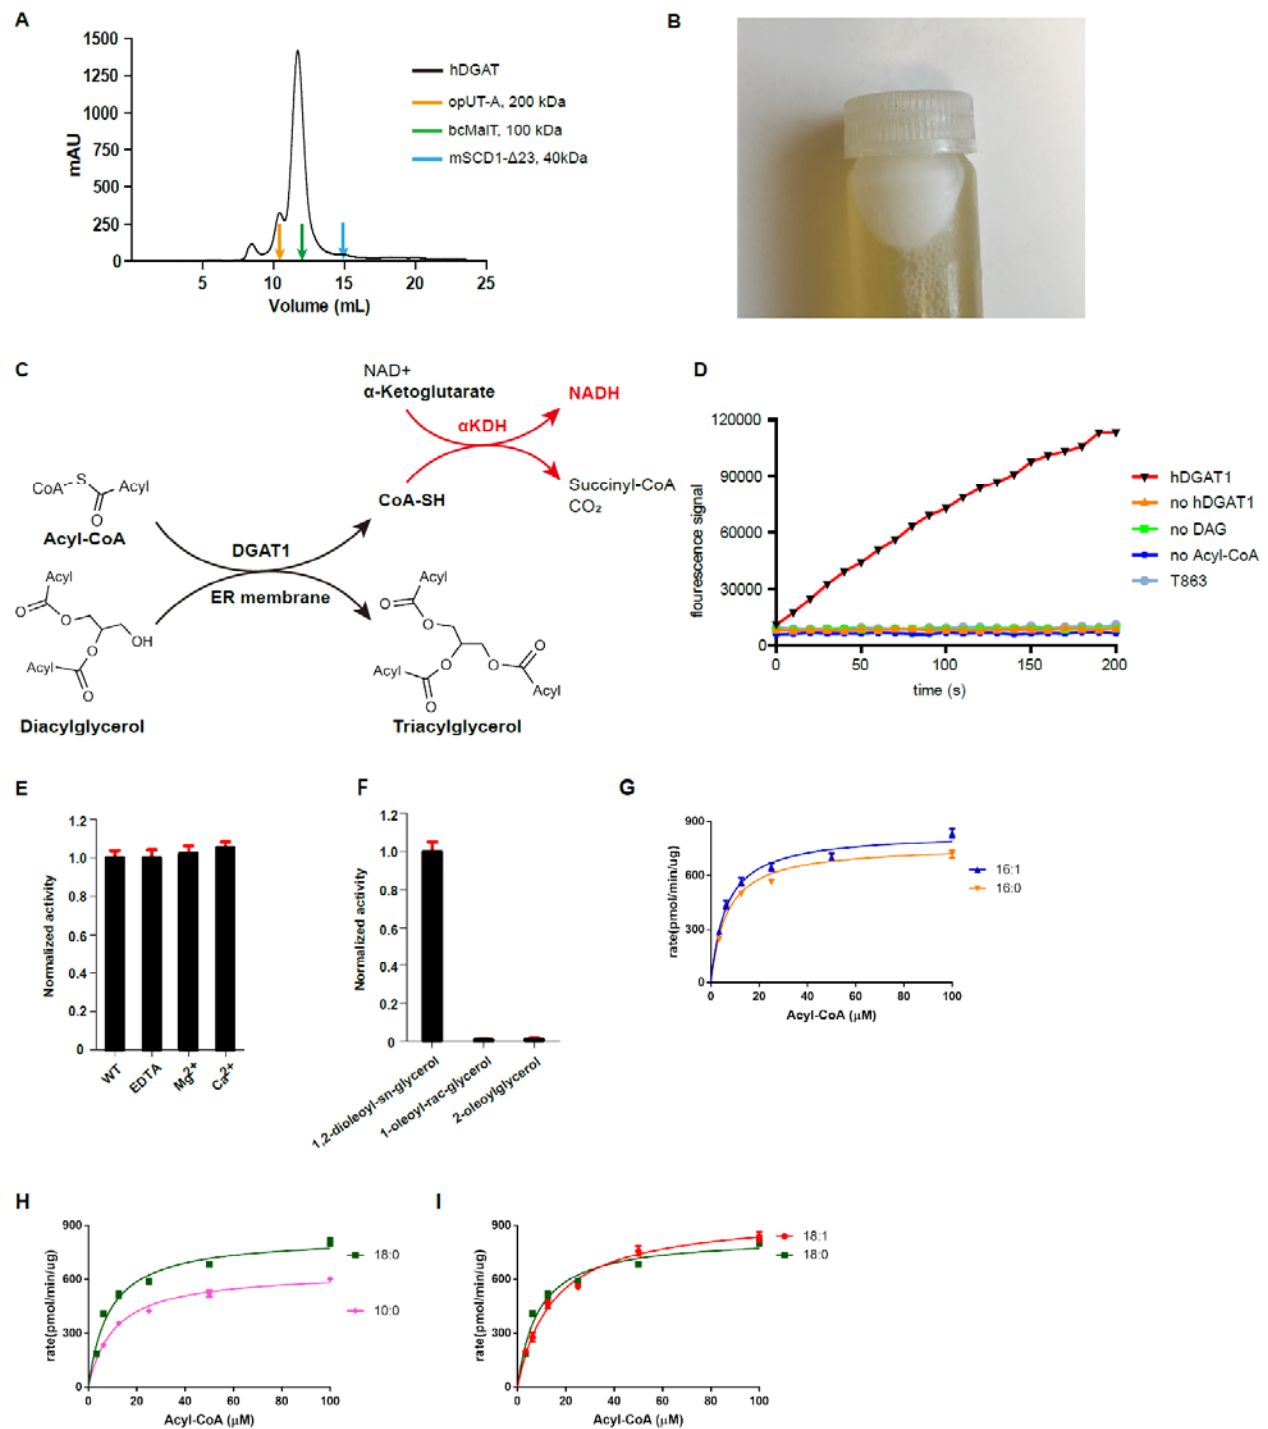 A
1500
1250
1000
750
500
250
0
mAU
5
10
15
20
25
Volume (mL)
hDGAT
opUT-A, 200 kDa
bcMalT, 100 kDa
mSCD1-Δ23, 40kDa
B
C
NAD+
α-Ketoglutarate
NADH
αKDH
CoA
S
Acyl
O
Acyl-CoA
CoA-SH
Succinyl-CoA
CO₂
DGAT1
ER membrane
Acyl
O
O
OH
O
Acyl
O
Diacylglycerol
Acyl
O
O
O
O
O
Acyl
O
Acyl
Triacylglycerol
D
120000
90000
60000
30000
0
flourescence signal
0
50
100
150
200
time (s)
hDGAT1
no hDGAT1
no DAG
no Acyl-CoA
T863
E
1.2
1.0
0.8
0.6
0.4
0.2
0
Normalized activity
WT
EDTA
Mg²⁺
Ca²⁺
F
1.2
1.0
0.8
0.6
0.4
0.2
0
Normalized activity
1,2-dioleoyl-sn-glycerol
1-oleoyl-rac-glycerol
2-oleoylglycerol
G
900
600
300
0
rate(pmol/min/ug)
0
20
40
60
80
100
Acyl-CoA (μM)
16:1
16:0
H
900
600
300
0
rate(pmol/min/ug)
0
20
40
60
80
100
Acyl-CoA (μM)
18:0
10:0
I
900
600
300
0
rate(pmol/min/ug)
0
20
40
60
80
100
Acyl-CoA (μM)
18:1
18:0